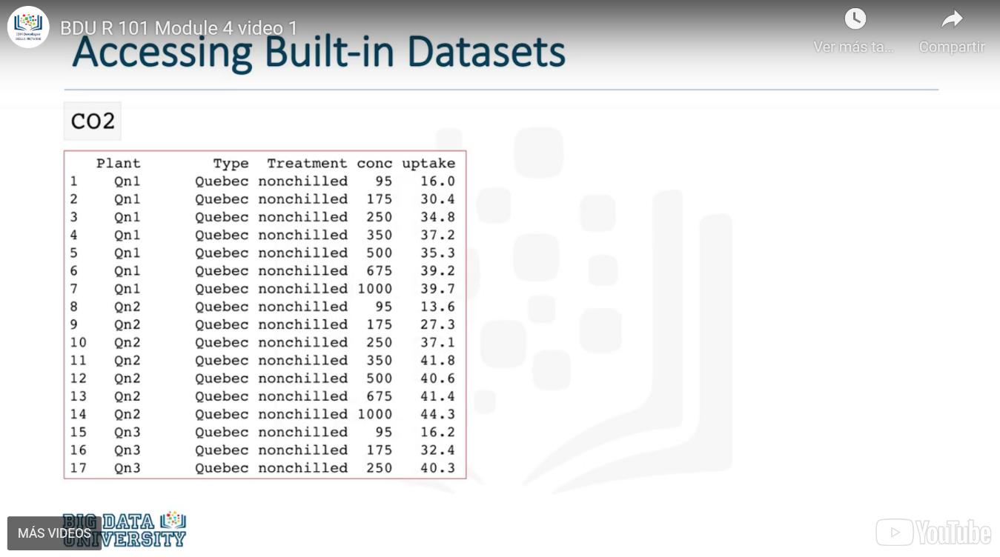 BDU R 101 Module 4 video 1
Ver más ta...
Compartir
Accessing Built-in Datasets
CO2
Plant Type Treatment conc uptake
1 Qn1 Quebec nonchilled 95 16.0
2 Qn1 Quebec nonchilled 175 30.4
3 Qn1 Quebec nonchilled 250 34.8
4 Qn1 Quebec nonchilled 350 37.2
5 Qn1 Quebec nonchilled 500 35.3
6 Qn1 Quebec nonchilled 675 39.2
7 Qn1 Quebec nonchilled 1000 39.7
8 Qn2 Quebec nonchilled 95 13.6
9 Qn2 Quebec nonchilled 175 27.3
10 Qn2 Quebec nonchilled 250 37.1
11 Qn2 Quebec nonchilled 350 41.8
12 Qn2 Quebec nonchilled 500 40.6
13 Qn2 Quebec nonchilled 675 41.4
14 Qn2 Quebec nonchilled 1000 44.3
15 Qn3 Quebec nonchilled 95 16.2
16 Qn3 Quebec nonchilled 175 32.4
17 Qn3 Quebec nonchilled 250 40.3
BIG DATA
UNIVERSITY
MÁS VIDEOS
YouTube